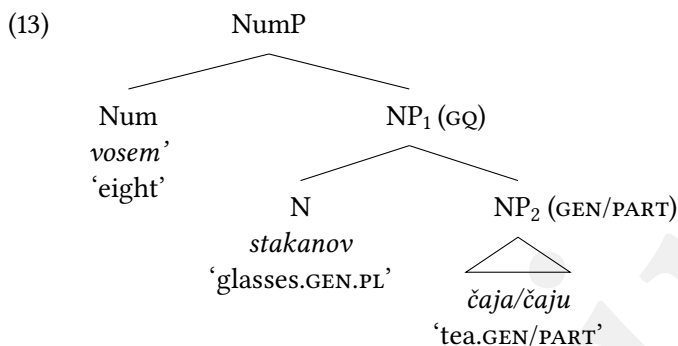 (13) NumP
Num NP₁ (GQ)
vosem’
‘eight’ N NP₂ (GEN/PART)
stakanov
‘glasses.GEN.PL’ čaja/čaju
‘tea.GEN/PART’